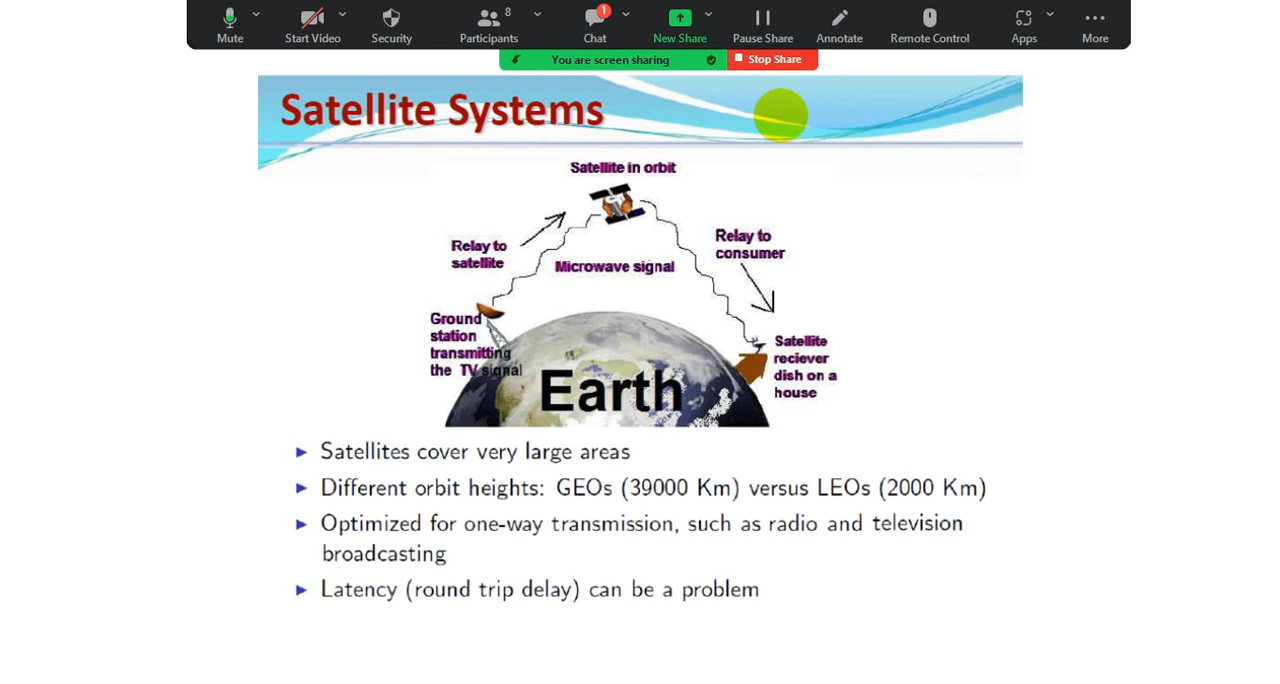 8
1
Mute
Start Video
Security
Participants
Chat
New Share
Pause Share
Annotate
Remote Control
Apps
More
You are screen sharing
Stop Share
Satellite Systems
Satellite in orbit
Relay to
satellite
Relay to
consumer
Microwave signal
Ground
station
transmitting
the TV signal
Satellite
reciever
dish on a
house
Earth
Satellites cover very large areas
Different orbit heights: GEOs (39000 Km) versus LEOs (2000 Km)
Optimized for one-way transmission, such as radio and television
broadcasting
Latency (round trip delay) can be a problem